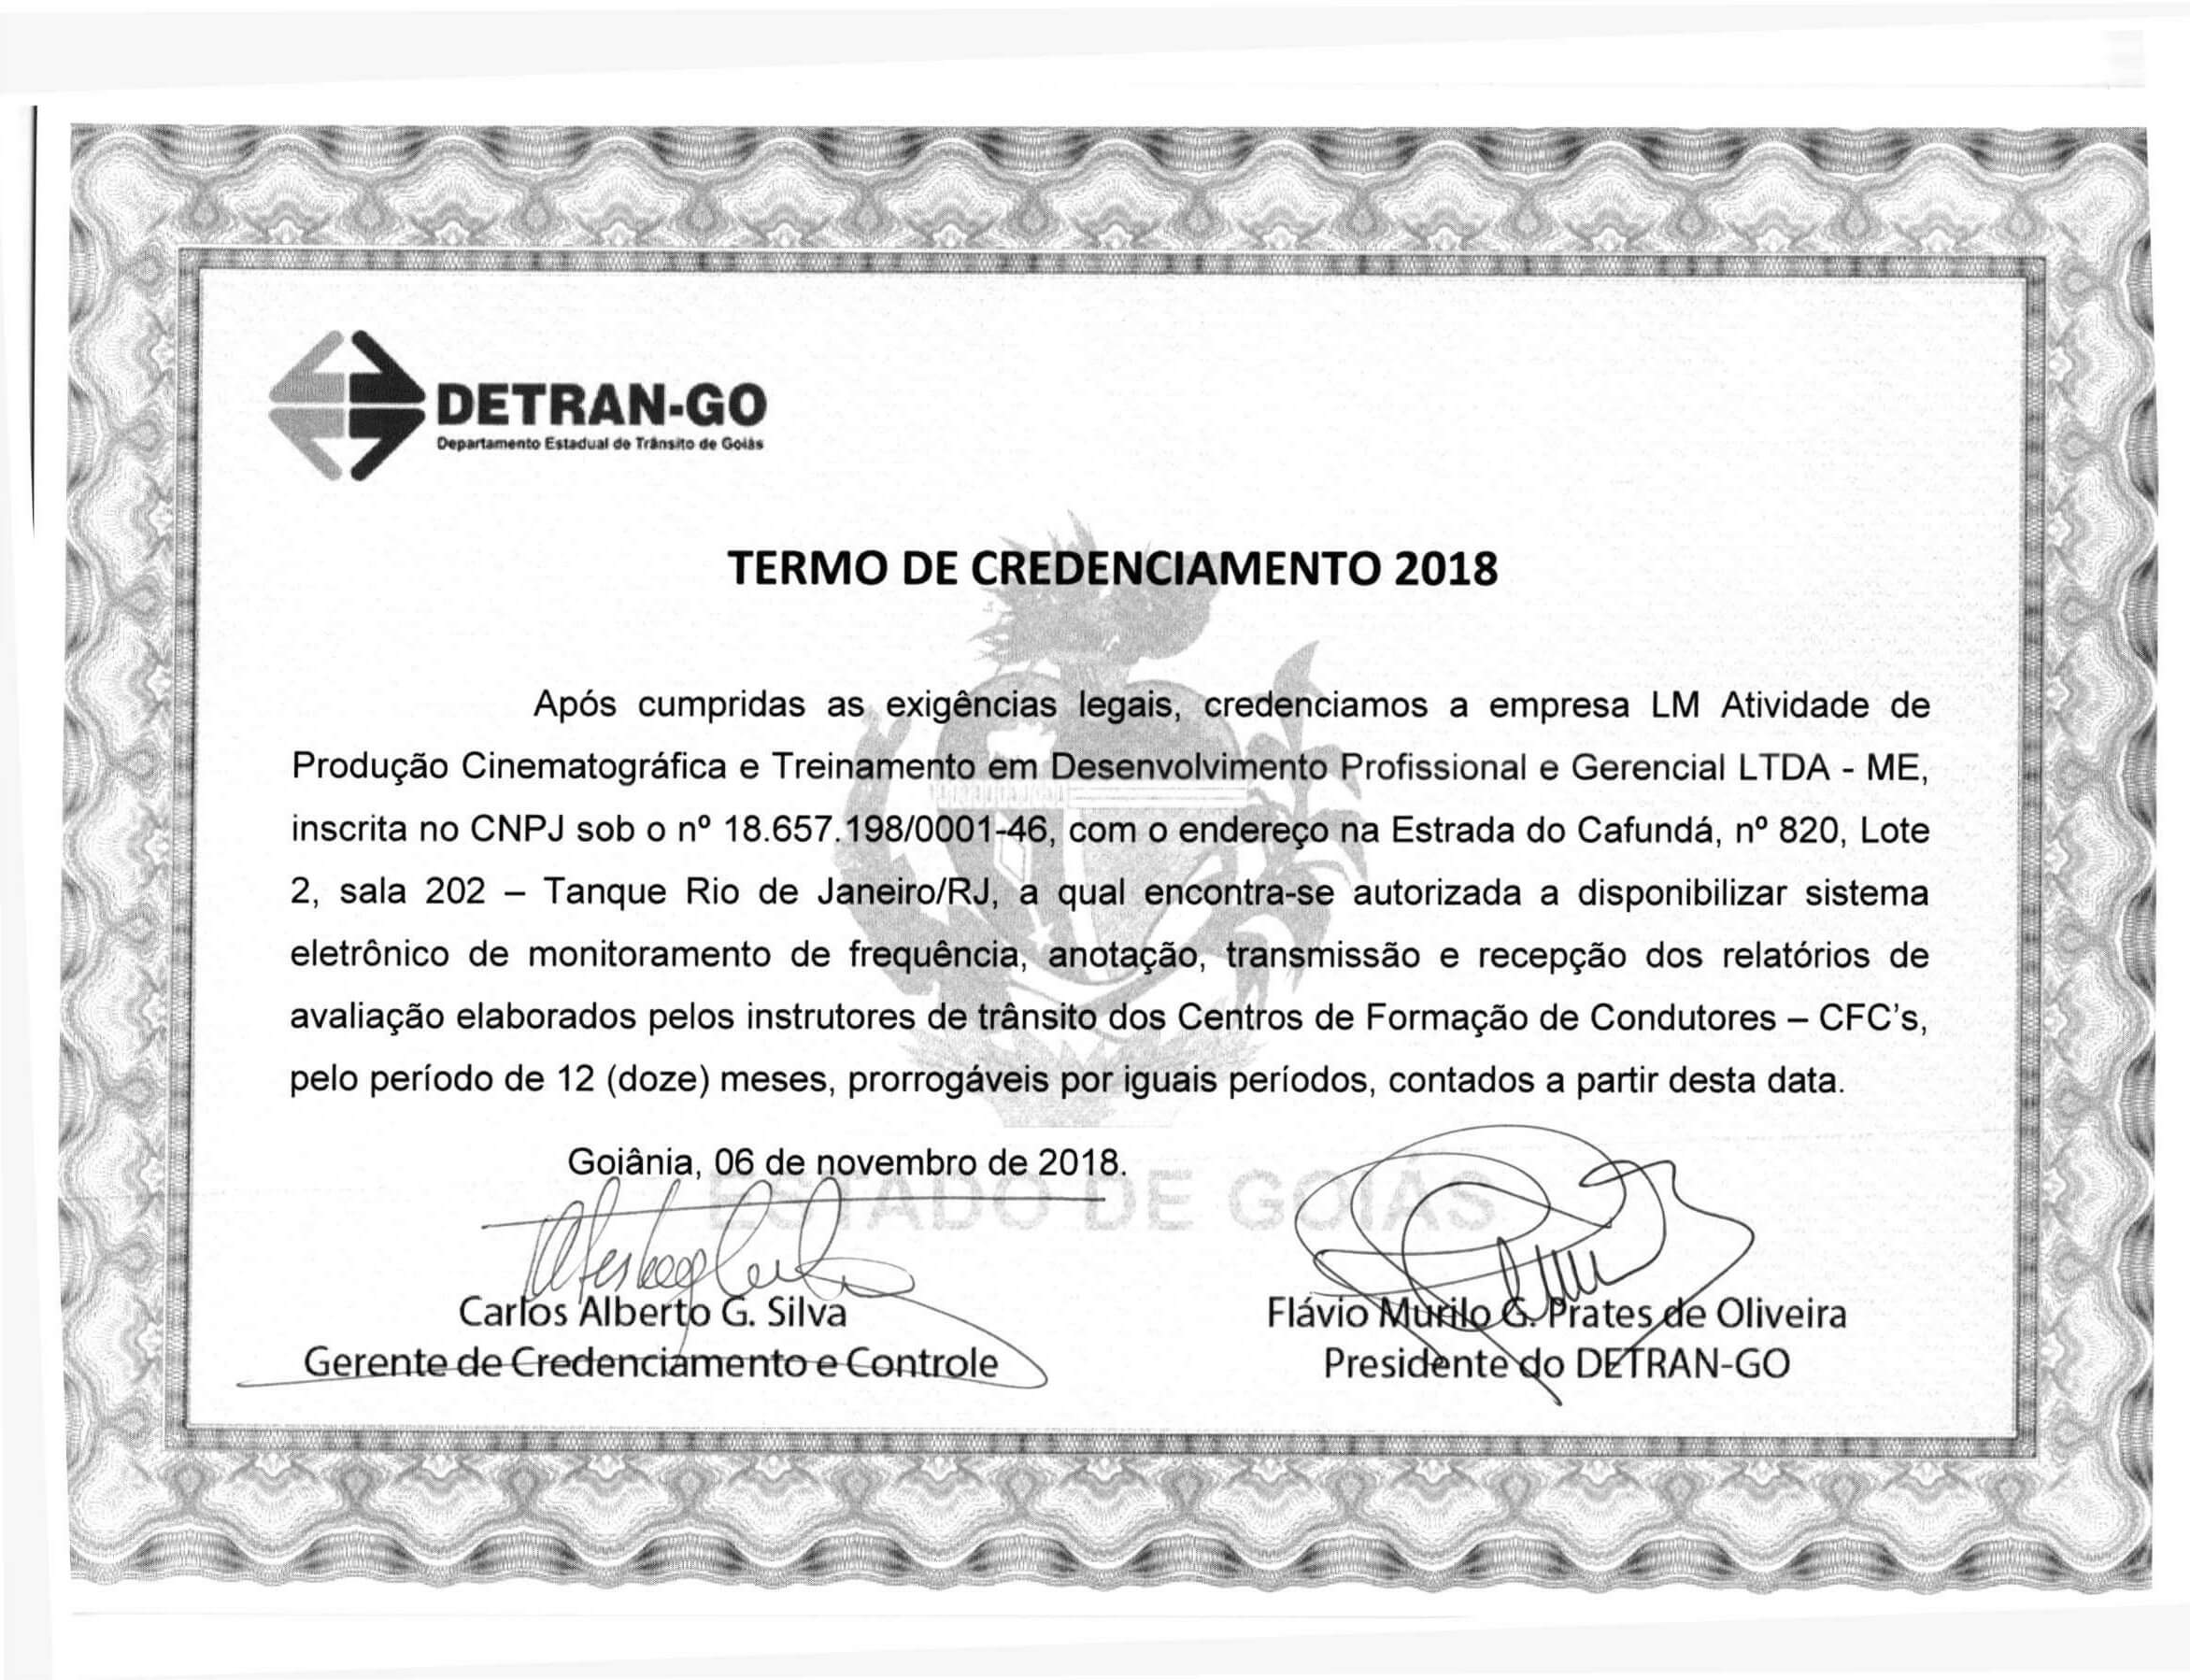 DETRAN-GO
Departamento Estadual de Trânsito de Goiás
TERMO DE CREDENCIAMENTO 2018
Após cumpridas as exigências legais, credenciamos a empresa LM Atividade de
Produção Cinematográfica e Treinamento em Desenvolvimento Profissional e Gerencial LTDA - ME,
inscrita no CNPJ sob o nº 18.657.198/0001-46, com o endereço na Estrada do Cafundá, nº 820, Lote
2, sala 202 – Tanque Rio de Janeiro/RJ, a qual encontra-se autorizada a disponibilizar sistema
eletrônico de monitoramento de frequência, anotação, transmissão e recepção dos relatórios de
avaliação elaborados pelos instrutores de trânsito dos Centros de Formação de Condutores – CFC's,
pelo período de 12 (doze) meses, prorrogáveis por iguais períodos, contados a partir desta data.
Goiânia, 06 de novembro de 2018.
ESTADO DE GOIÁS
Carlos Alberto G. Silva
Gerente de Credenciamento e Controle
Flávio Murilo G. Prates de Oliveira
Presidente do DETRAN-GO